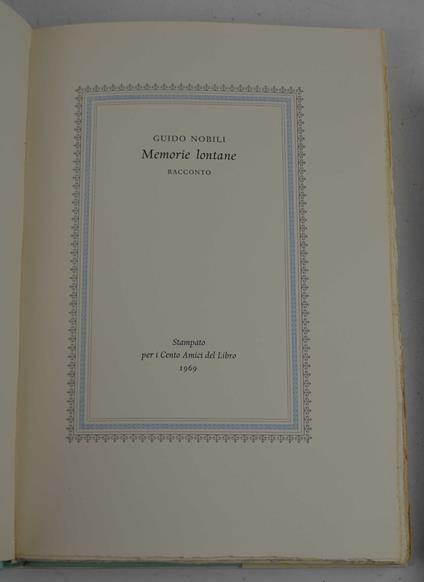 GUIDO NOBILI
Memorie lontane
RACCONTO
Stampato
per i Cento Amici del Libro
1969